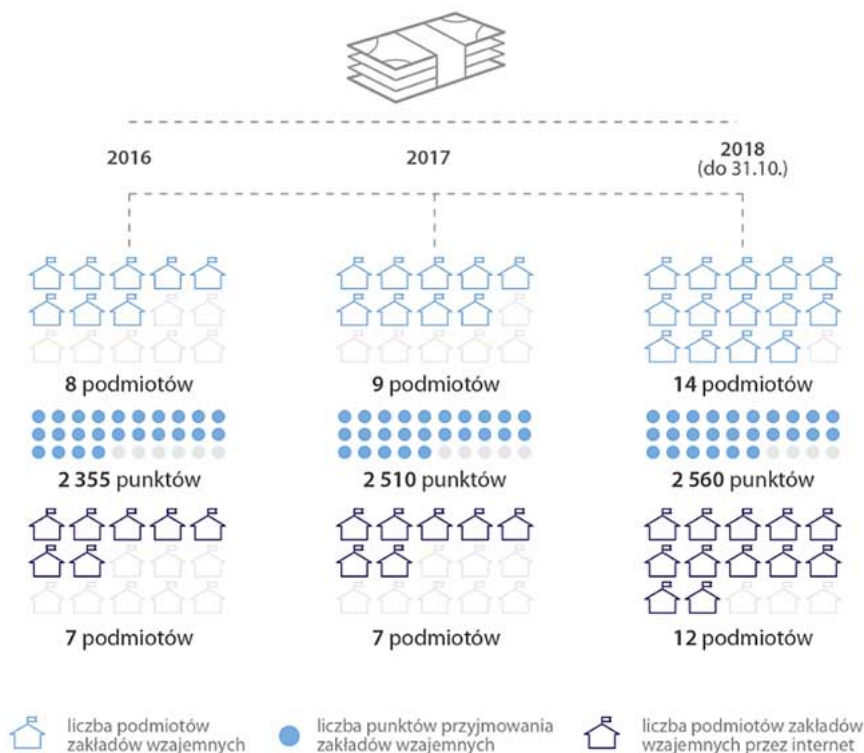 2016
2017
2018
(do 31.10.)
8 podmiotów
9 podmiotów
14 podmiotów
2 355 punktów
2 510 punktów
2 560 punktów
7 podmiotów
7 podmiotów
12 podmiotów
liczba podmiotów
zakładów wzajemnych
liczba punktów przyjmowania
zakładów wzajemnych
liczba podmiotów zakładów
wzajemnych przez internet